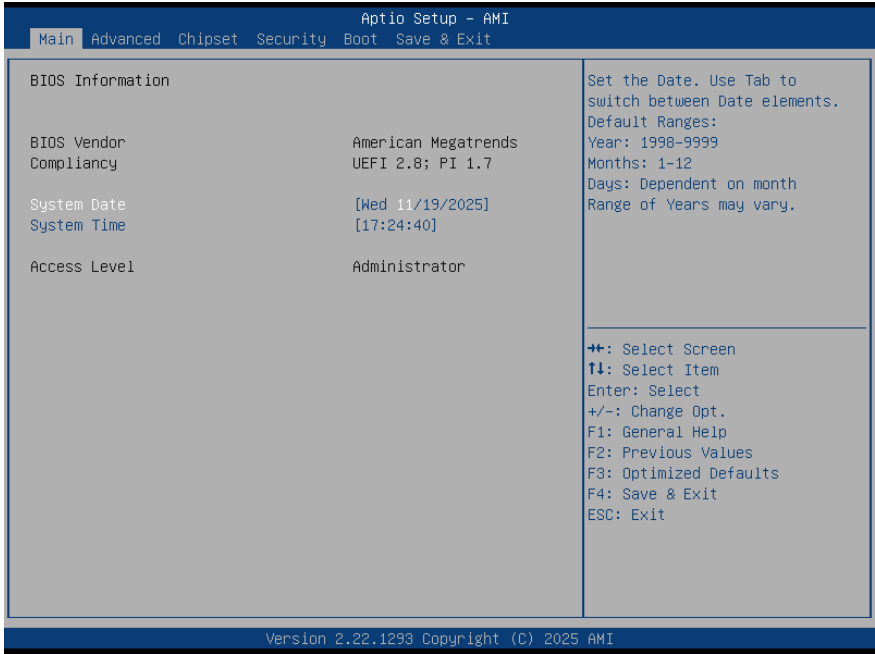 Aptio Setup – AMI
Main Advanced Chipset Security Boot Save & Exit
BIOS Information
BIOS Vendor American Megatrends
Compliancy UEFI 2.8; PI 1.7
System Date [Wed 11/19/2025]
System Time [17:24:40]
Access Level Administrator
Set the Date. Use Tab to
switch between Date elements.
Default Ranges:
Year: 1998–9999
Months: 1–12
Days: Dependent on month
Range of Years may vary.
→←: Select Screen
↑↓: Select Item
Enter: Select
+/–: Change Opt.
F1: General Help
F2: Previous Values
F3: Optimized Defaults
F4: Save & Exit
ESC: Exit
Version 2.22.1293 Copyright (C) 2025 AMI